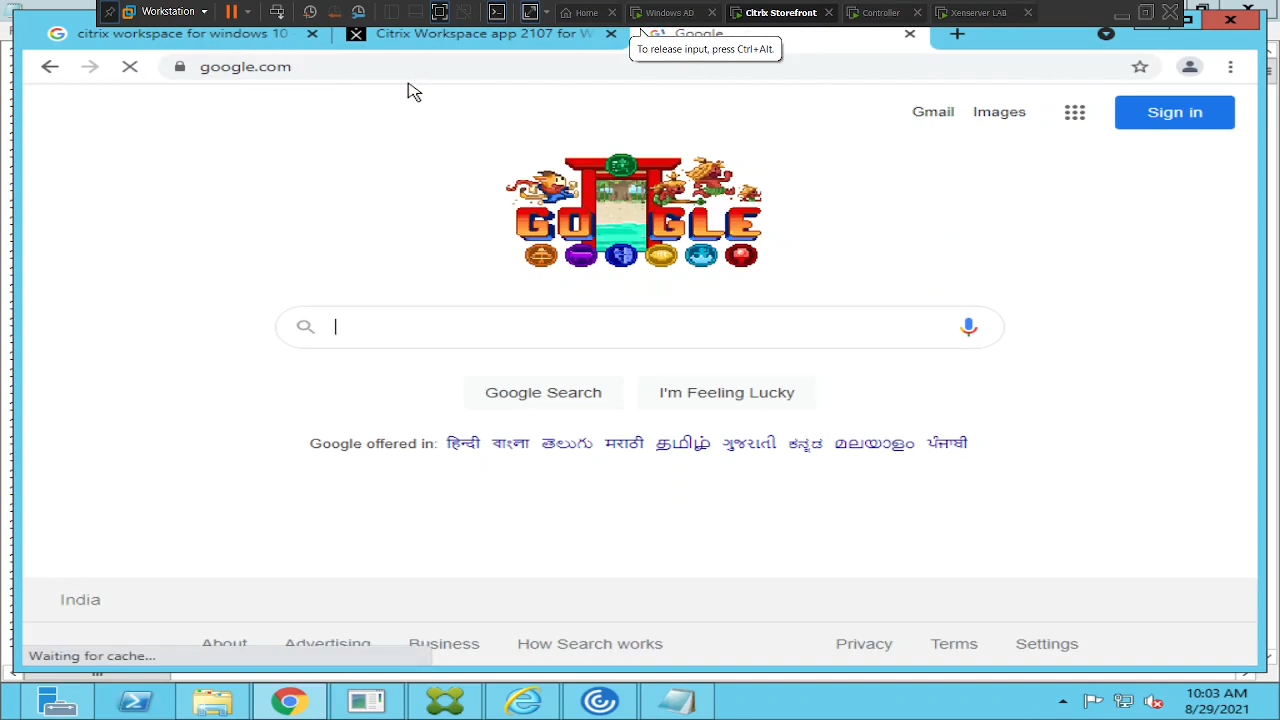 Workstation
Home
Windows AD
Citrix Storefront
Controller
Xenserver LAB
citrix workspace for windows 10
Citrix Workspace app 2107 for W
Google
To release input, press Ctrl+Alt.
google.com
Gmail
Images
Sign in
GOOGLE
Google Search
I'm Feeling Lucky
Google offered in: हिन्दी বাংলা తెలుగు मराठी தமிழ் ગુજરાતી ಕನ್ನಡ മലയാളം ਪੰਜਾਬੀ
India
About Advertising Business How Search works Privacy Terms Settings
Waiting for cache...
10:03 AM
8/29/2021